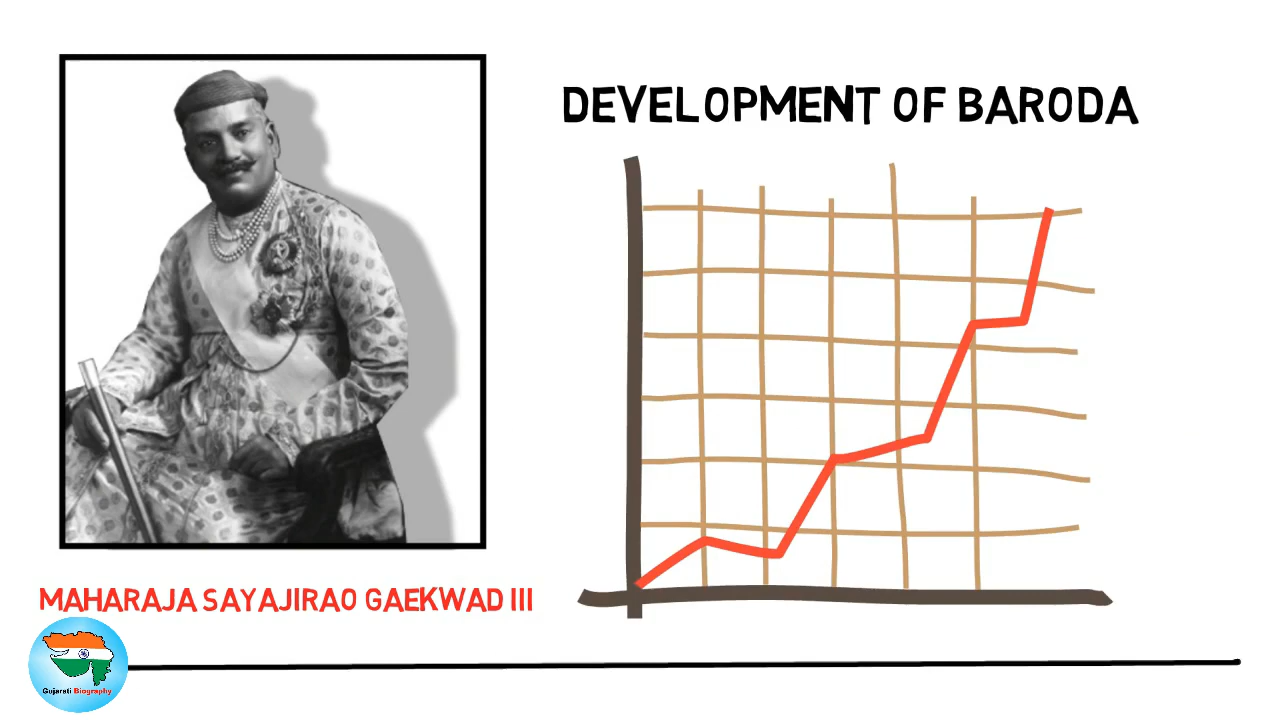 DEVELOPMENT OF BARODA
MAHARAJA SAYAJIRAO GAEKWAD III
Gujarati Biography